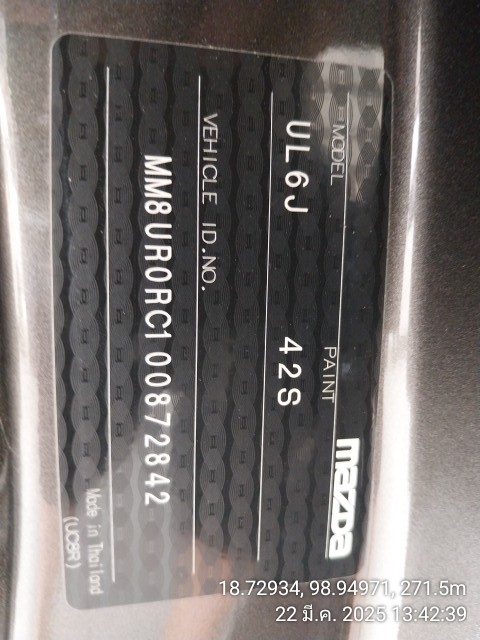 mazda
MODEL PAINT
UL6J 42S
VEHICLE ID.NO.
MM8UR0RC100872842
Made in Thailand
(UC8R)
18.72934, 98.94971, 271.5m
22 มี.ค. 2025 13:42:39